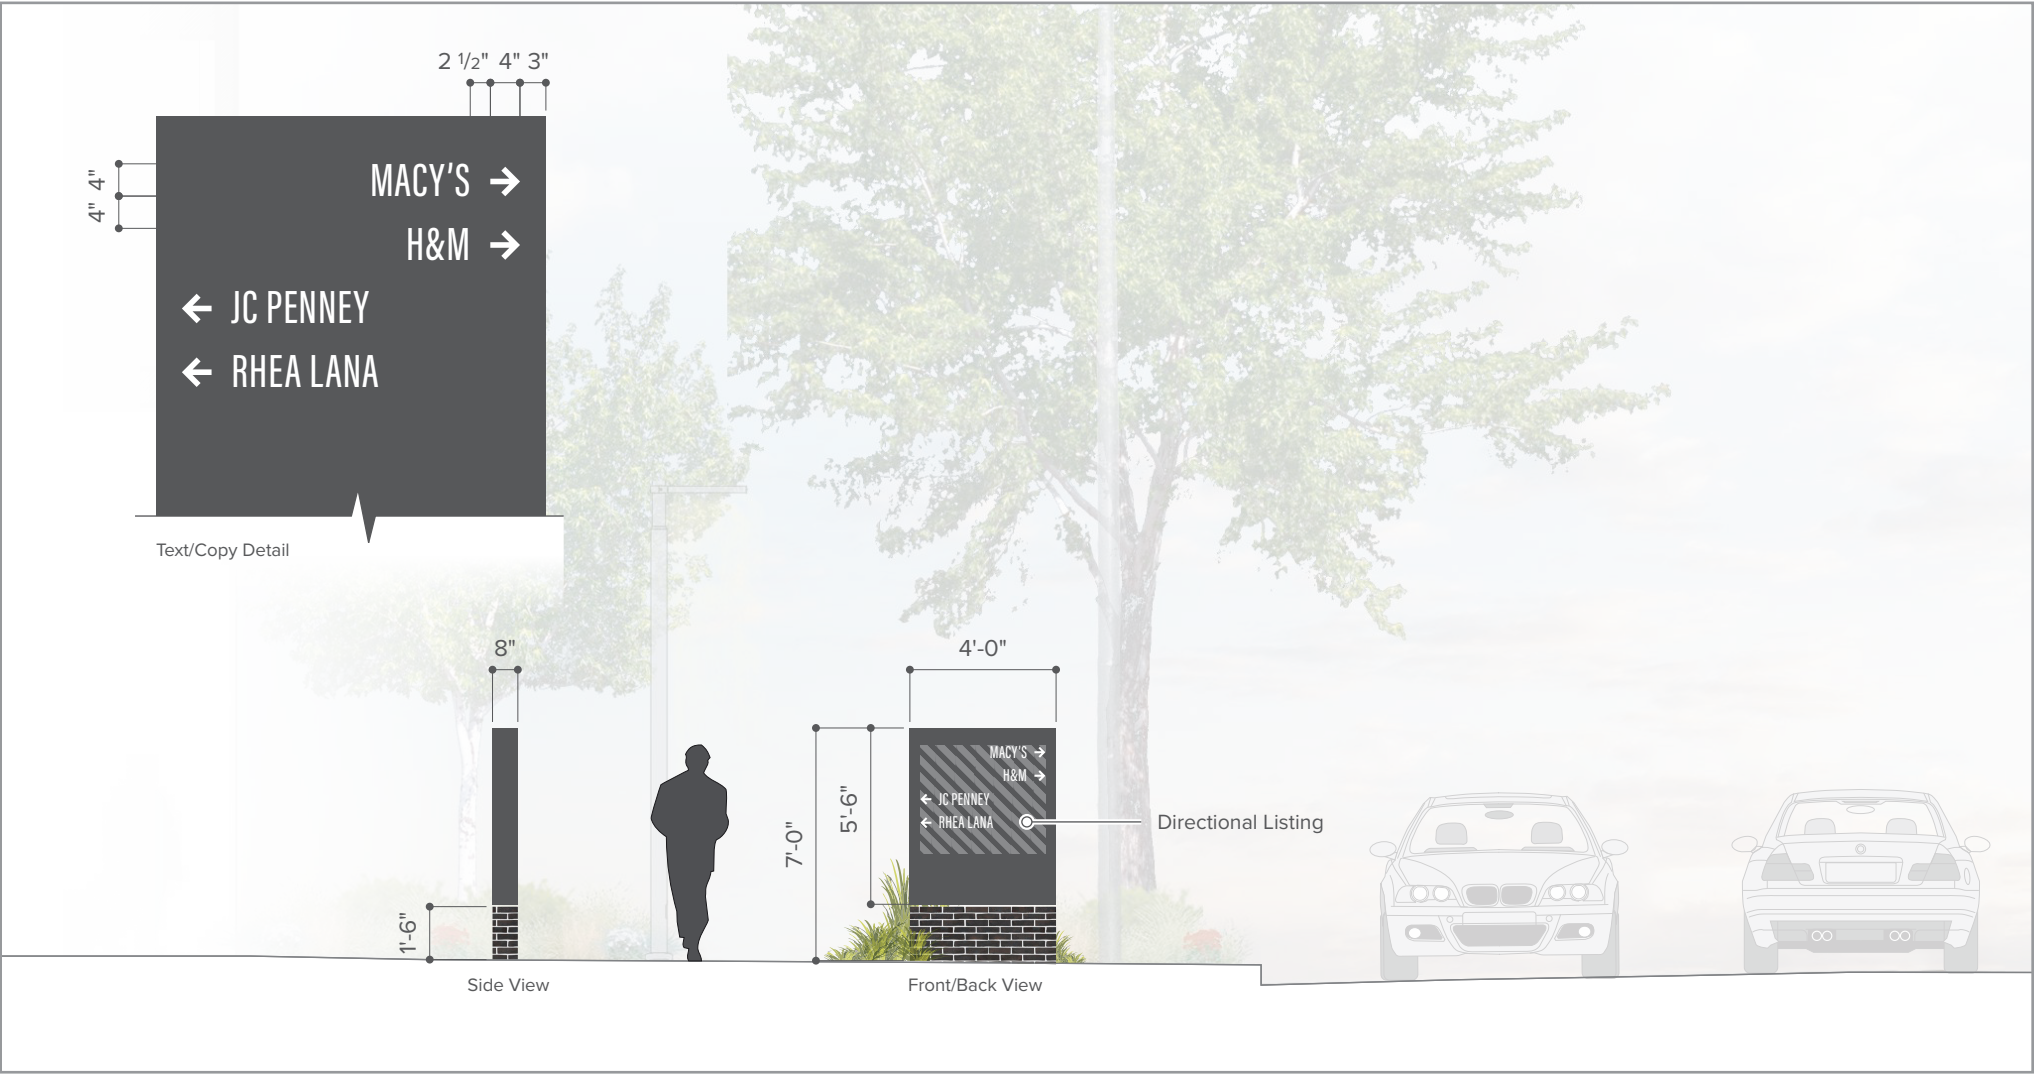 2 1/2" 4" 3"
4"
4"
MACY'S →
H&M →
← JC PENNEY
← RHEA LANA
Text/Copy Detail
8"
4'-0"
MACY'S →
H&M →
← JC PENNEY
← RHEA LANA
Directional Listing
5'-6"
7'-0"
1'-6"
Side View
Front/Back View